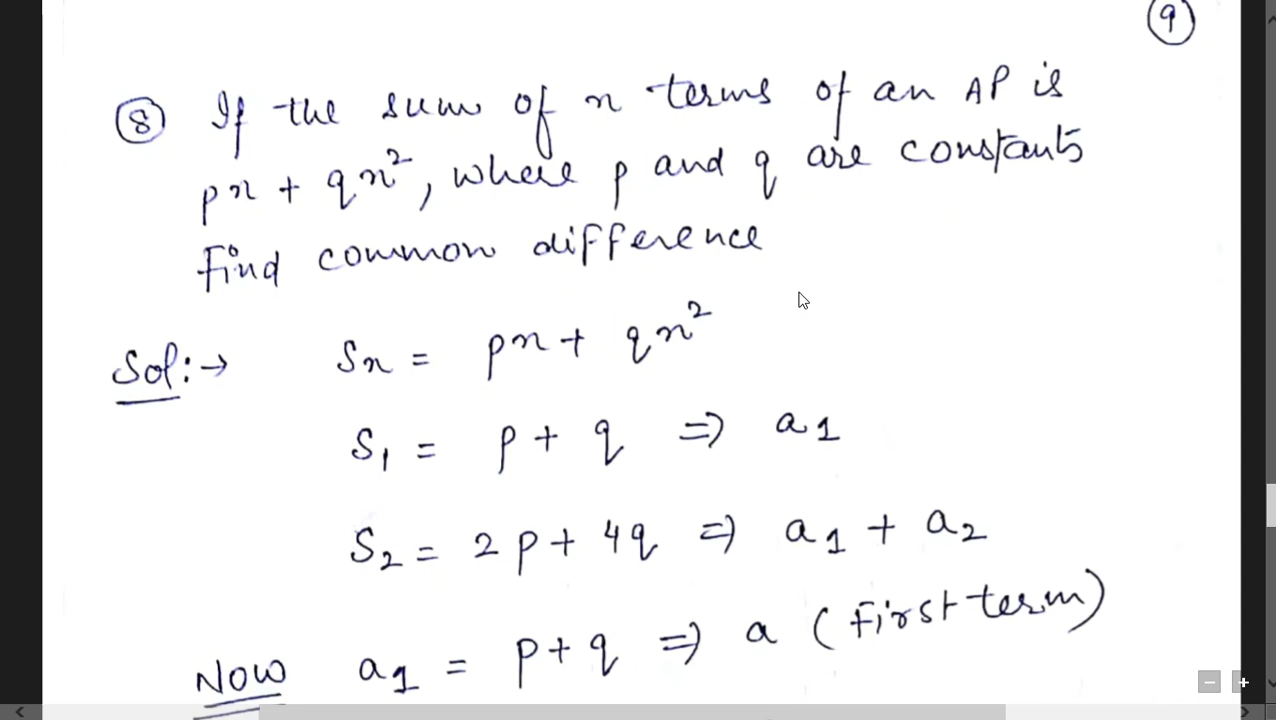 9
8 If the sum of n terms of an AP is
pn + qn², where p and q are constants
Find common difference
Sol:→ Sn = pn + qn²
S₁ = p + q ⇒ a₁
S₂ = 2p + 4q ⇒ a₁ + a₂
Now a₁ = p + q ⇒ a (First term)